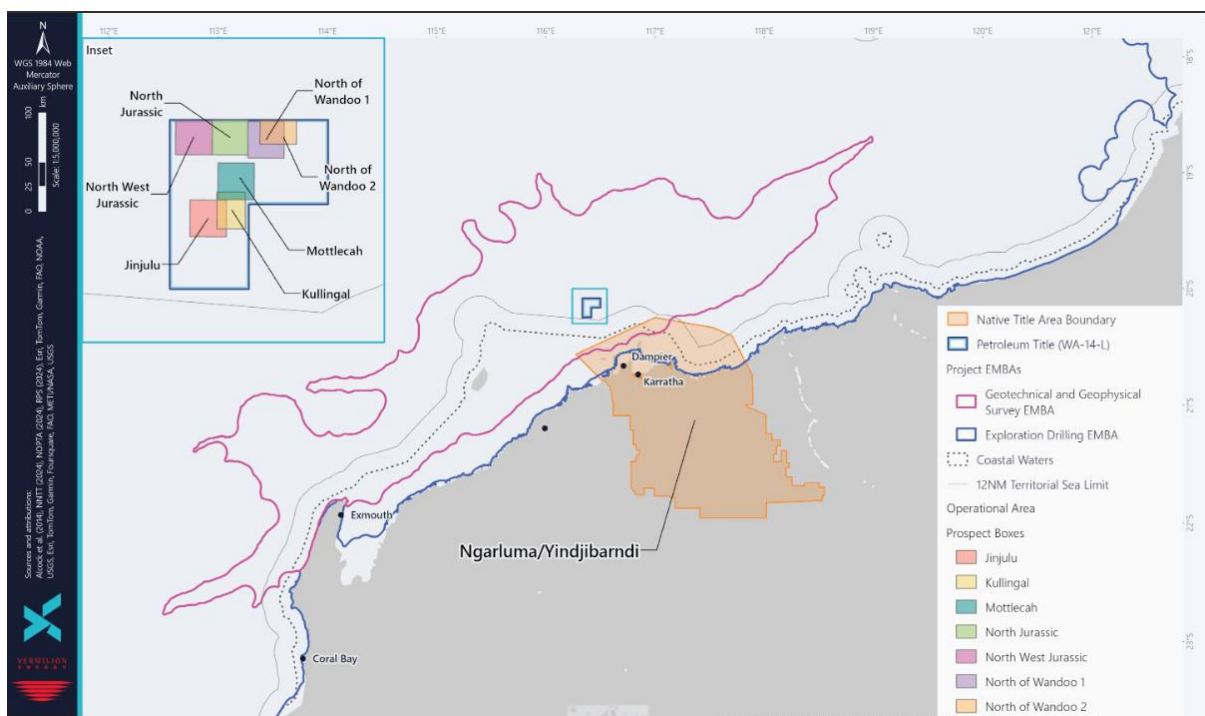 N
WGS 1984 Web
Mercator
Auxiliary Sphere
0 25 50 100
km
Scale: 1:5,000,000
Sources and attributions:
Alcock et al. (2014), NNTT (2024), NOPTA (2024), RPS (2024), Esri, TomTom, Garmin, FAO, NOAA,
USGS, Esri, TomTom, Garmin, Foursquare, FAO, METI/NASA, USGS
VERMILION
ENERGY
112°E 113°E 114°E 115°E 116°E 117°E 118°E 119°E 120°E 121°E
18°S
19°S
20°S
21°S
22°S
23°S
Inset
North
Jurassic
North of
Wandoo 1
North West
Jurassic
North of
Wandoo 2
Jinjulu
Mottlecah
Kullingal
Dampier
Karratha
Exmouth
Ngarluma/Yindjibarndi
Coral Bay
Native Title Area Boundary
Petroleum Title (WA-14-L)
Project EMBAs
Geotechnical and Geophysical
Survey EMBA
Exploration Drilling EMBA
Coastal Waters
12NM Territorial Sea Limit
Operational Area
Prospect Boxes
Jinjulu
Kullingal
Mottlecah
North Jurassic
North West Jurassic
North of Wandoo 1
North of Wandoo 2